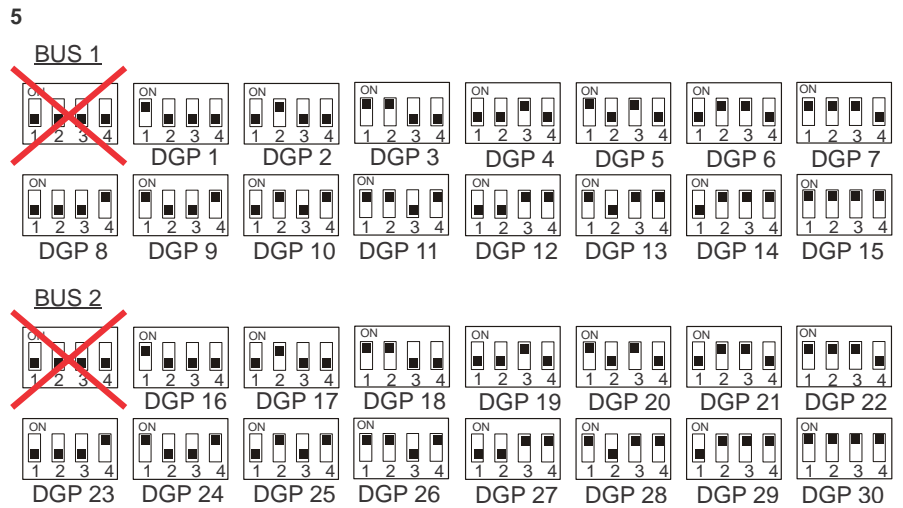 5
BUS 1
ON ON ON ON ON ON ON ON
1 2 3 4 1 2 3 4 1 2 3 4 1 2 3 4 1 2 3 4 1 2 3 4 1 2 3 4 1 2 3 4
DGP 1 DGP 2 DGP 3 DGP 4 DGP 5 DGP 6 DGP 7
ON ON ON ON ON ON ON ON
1 2 3 4 1 2 3 4 1 2 3 4 1 2 3 4 1 2 3 4 1 2 3 4 1 2 3 4 1 2 3 4
DGP 8 DGP 9 DGP 10 DGP 11 DGP 12 DGP 13 DGP 14 DGP 15
BUS 2
ON ON ON ON ON ON ON ON
1 2 3 4 1 2 3 4 1 2 3 4 1 2 3 4 1 2 3 4 1 2 3 4 1 2 3 4 1 2 3 4
DGP 16 DGP 17 DGP 18 DGP 19 DGP 20 DGP 21 DGP 22
ON ON ON ON ON ON ON ON
1 2 3 4 1 2 3 4 1 2 3 4 1 2 3 4 1 2 3 4 1 2 3 4 1 2 3 4 1 2 3 4
DGP 23 DGP 24 DGP 25 DGP 26 DGP 27 DGP 28 DGP 29 DGP 30